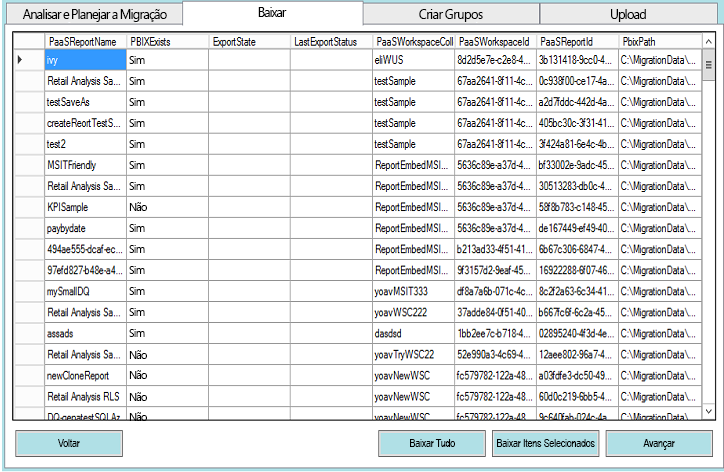 Analisar e Planejar a Migração Baixar Criar Grupos Upload
PaaSReportName PBIXExists ExportState LastExportStatus PaaSWorkspaceColl PaaSWorkspaceId PaaSReportId PbixPath
ivy Sim eliWUS 8d2d5e7e-c2e8-4... 3b131418-9cc0-4... C:\MigrationData\...
Retail Analysis Sa... Sim testSample 67aa2641-8f11-4c... 0c938f00-ce17-4a... C:\MigrationData\...
testSaveAs Sim testSample 67aa2641-8f11-4c... a2d7fddc-442d-4a... C:\MigrationData\...
createReortTestS... Sim testSample 67aa2641-8f11-4c... 405bc30c-3f31-41... C:\MigrationData\...
test2 Sim testSample 67aa2641-8f11-4c... 3f424a81-6e4c-4b... C:\MigrationData\...
MSITFriendly Sim ReportEmbedMSI... 5636c89e-a37d-4... bf33002e-9adc-45... C:\MigrationData\...
Retail Analysis Sa... Sim ReportEmbedMSI... 5636c89e-a37d-4... 30513283-db0c-4... C:\MigrationData\...
KPISample Não ReportEmbedMSI... 5636c89e-a37d-4... 58f8b783-c148-45... C:\MigrationData\...
paybydate Sim ReportEmbedMSI... 5636c89e-a37d-4... de167449-ef49-40... C:\MigrationData\...
494ae555-dcaf-ec... Sim ReportEmbedMSI... b213ad33-4f51-41... 6b67c306-6847-4... C:\MigrationData\...
97efd827-b48e-a4... Sim ReportEmbedMSI... 9f3157d2-9eaf-45... 16922288-6f07-46... C:\MigrationData\...
mySmallDQ Sim yoavMSIT333 df8a7a6b-071c-4c... 8c2f2a63-6c34-41... C:\MigrationData\...
Retail Analysis Sa... Sim yoavWSC222 37adde84-0f51-40... b667fc6f-6c2a-45... C:\MigrationData\...
assads Sim dasdsd 1bb2ee7c-b718-4... 02895240-4f3d-4e... C:\MigrationData\...
Retail Analysis Sa... Não yoavTryWSC22 52e990a3-4c69-4... 12aee802-96a7-4... C:\MigrationData\...
newCloneReport Não yoavNewWSC fc579782-122a-48... a03fdfe3-dc50-49... C:\MigrationData\...
Retail Analysis RLS Não yoavNewWSC fc579782-122a-48... 60d0c219-6bb5-4... C:\MigrationData\...
DQ-genatestSQLAz Não yoavNewWSC fc579782-122a-48... 9c640fab-024c-4a... C:\MigrationData\...
Voltar Baixar Tudo Baixar Itens Selecionados Avançar